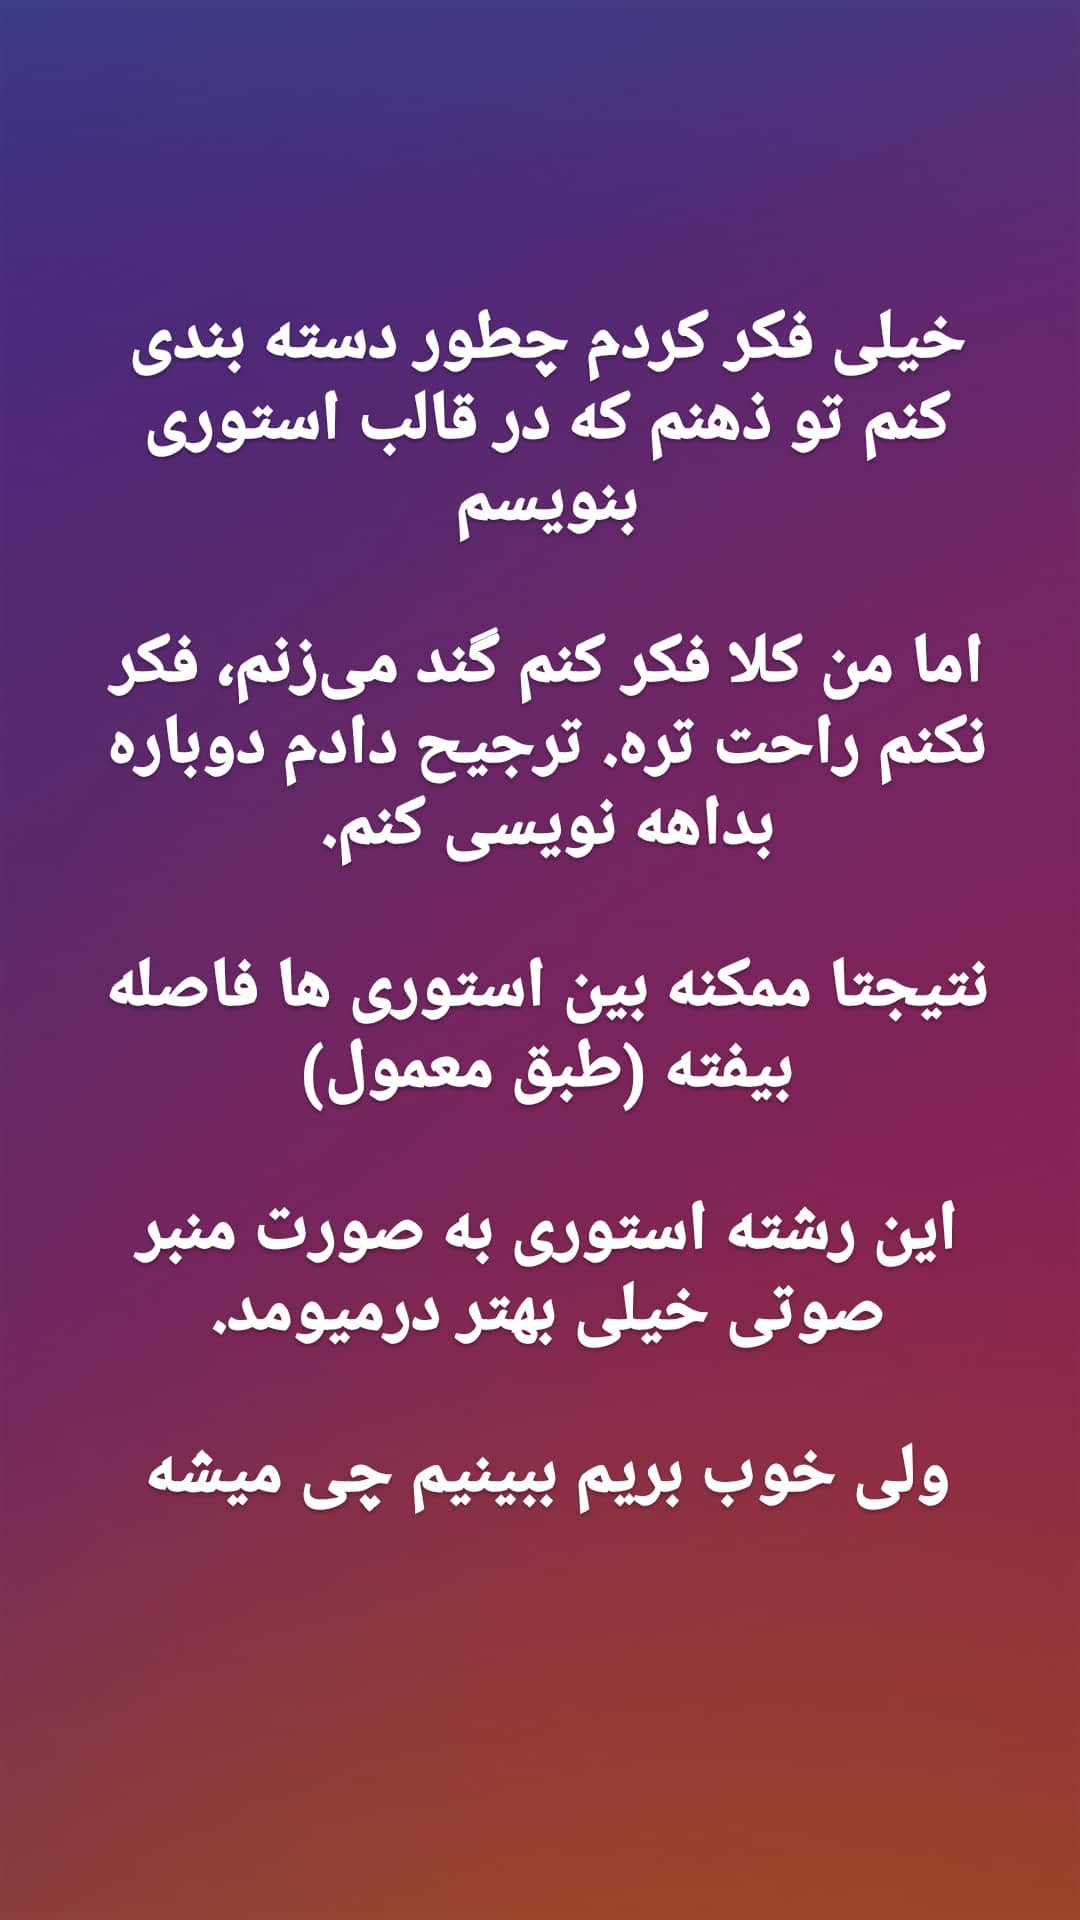 خیلی فکر کردم چطور دسته بندی
کنم تو ذهنم که در قالب استوری
بنویسم
اما من کلا فکر کنم گند می‌زنم، فکر
نکنم راحت تره. ترجیح دادم دوباره
بداهه نویسی کنم.
نتیجتا ممکنه بین استوری ها فاصله
بیفته (طبق معمول)
این رشته استوری به صورت منبر
صوتی خیلی بهتر درمیومد.
ولی خوب بریم ببینیم چی میشه